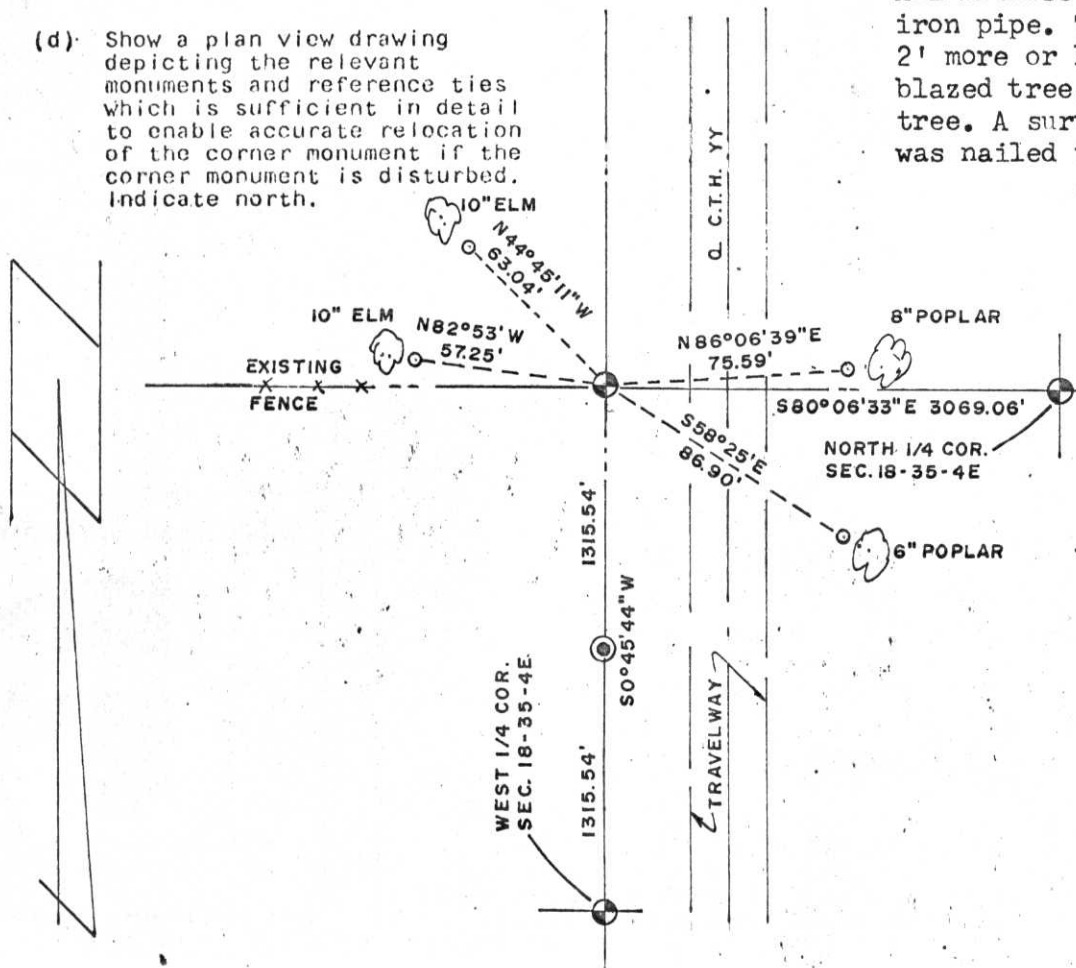 (d) Show a plan view drawing
depicting the relevant
monuments and reference ties
which is sufficient in detail
to enable accurate relocation
of the corner monument if the
corner monument is disturbed.
Indicate north.
iron pipe.
2' more or
blazed tree
tree. A sur
was nailed
C.T.H. YY
10" ELM
N44°45'11"W
63.04'
10" ELM
N82°53'W
57.25'
EXISTING
FENCE
8" POPLAR
N86°06'39"E
75.59'
S80°06'33"E 3069.06'
NORTH 1/4 COR.
SEC. 18-35-4E
S58°25'E
86.90'
6" POPLAR
1315.54'
S0°45'44"W
WEST 1/4 COR.
SEC. 18-35-4E
1315.54'
TRAVELWAY